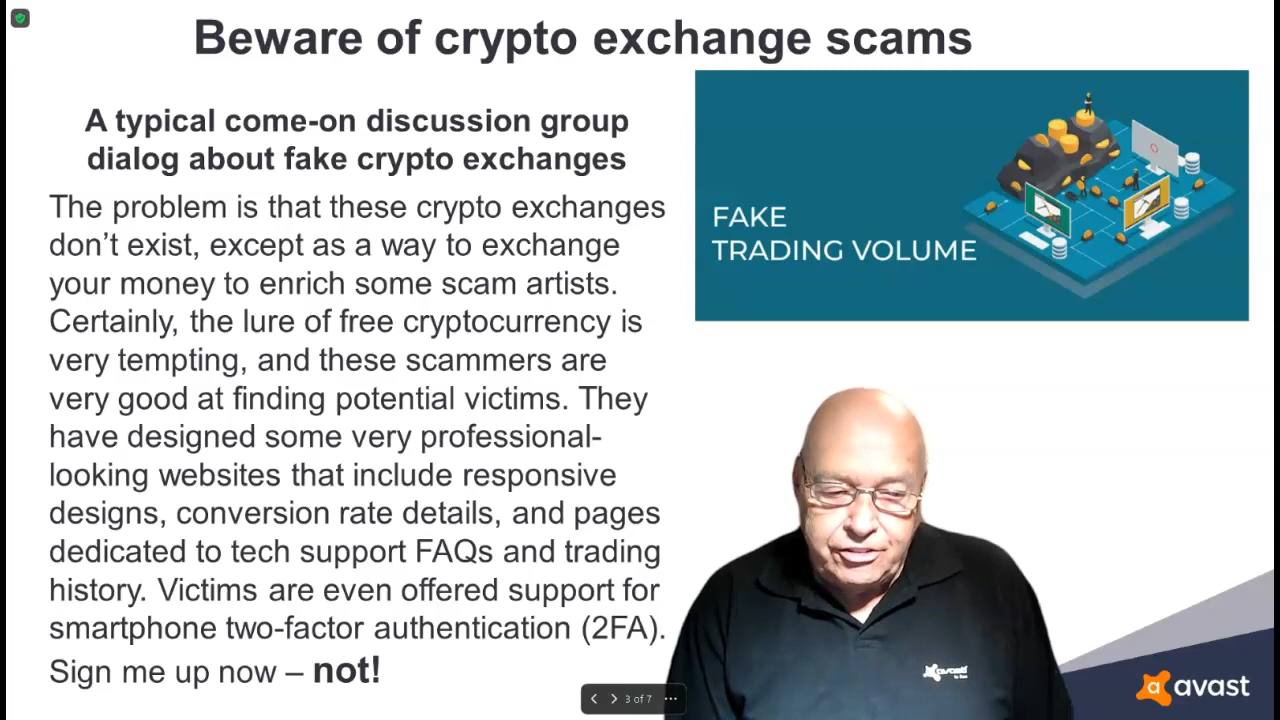 Beware of crypto exchange scams
A typical come-on discussion group
dialog about fake crypto exchanges
The problem is that these crypto exchanges
don’t exist, except as a way to exchange
your money to enrich some scam artists.
Certainly, the lure of free cryptocurrency is
very tempting, and these scammers are
very good at finding potential victims. They
have designed some very professional-
looking websites that include responsive
designs, conversion rate details, and pages
dedicated to tech support FAQs and trading
history. Victims are even offered support for
smartphone two-factor authentication (2FA).
Sign me up now – not!
FAKE
TRADING VOLUME
avast
3 of 7
avast